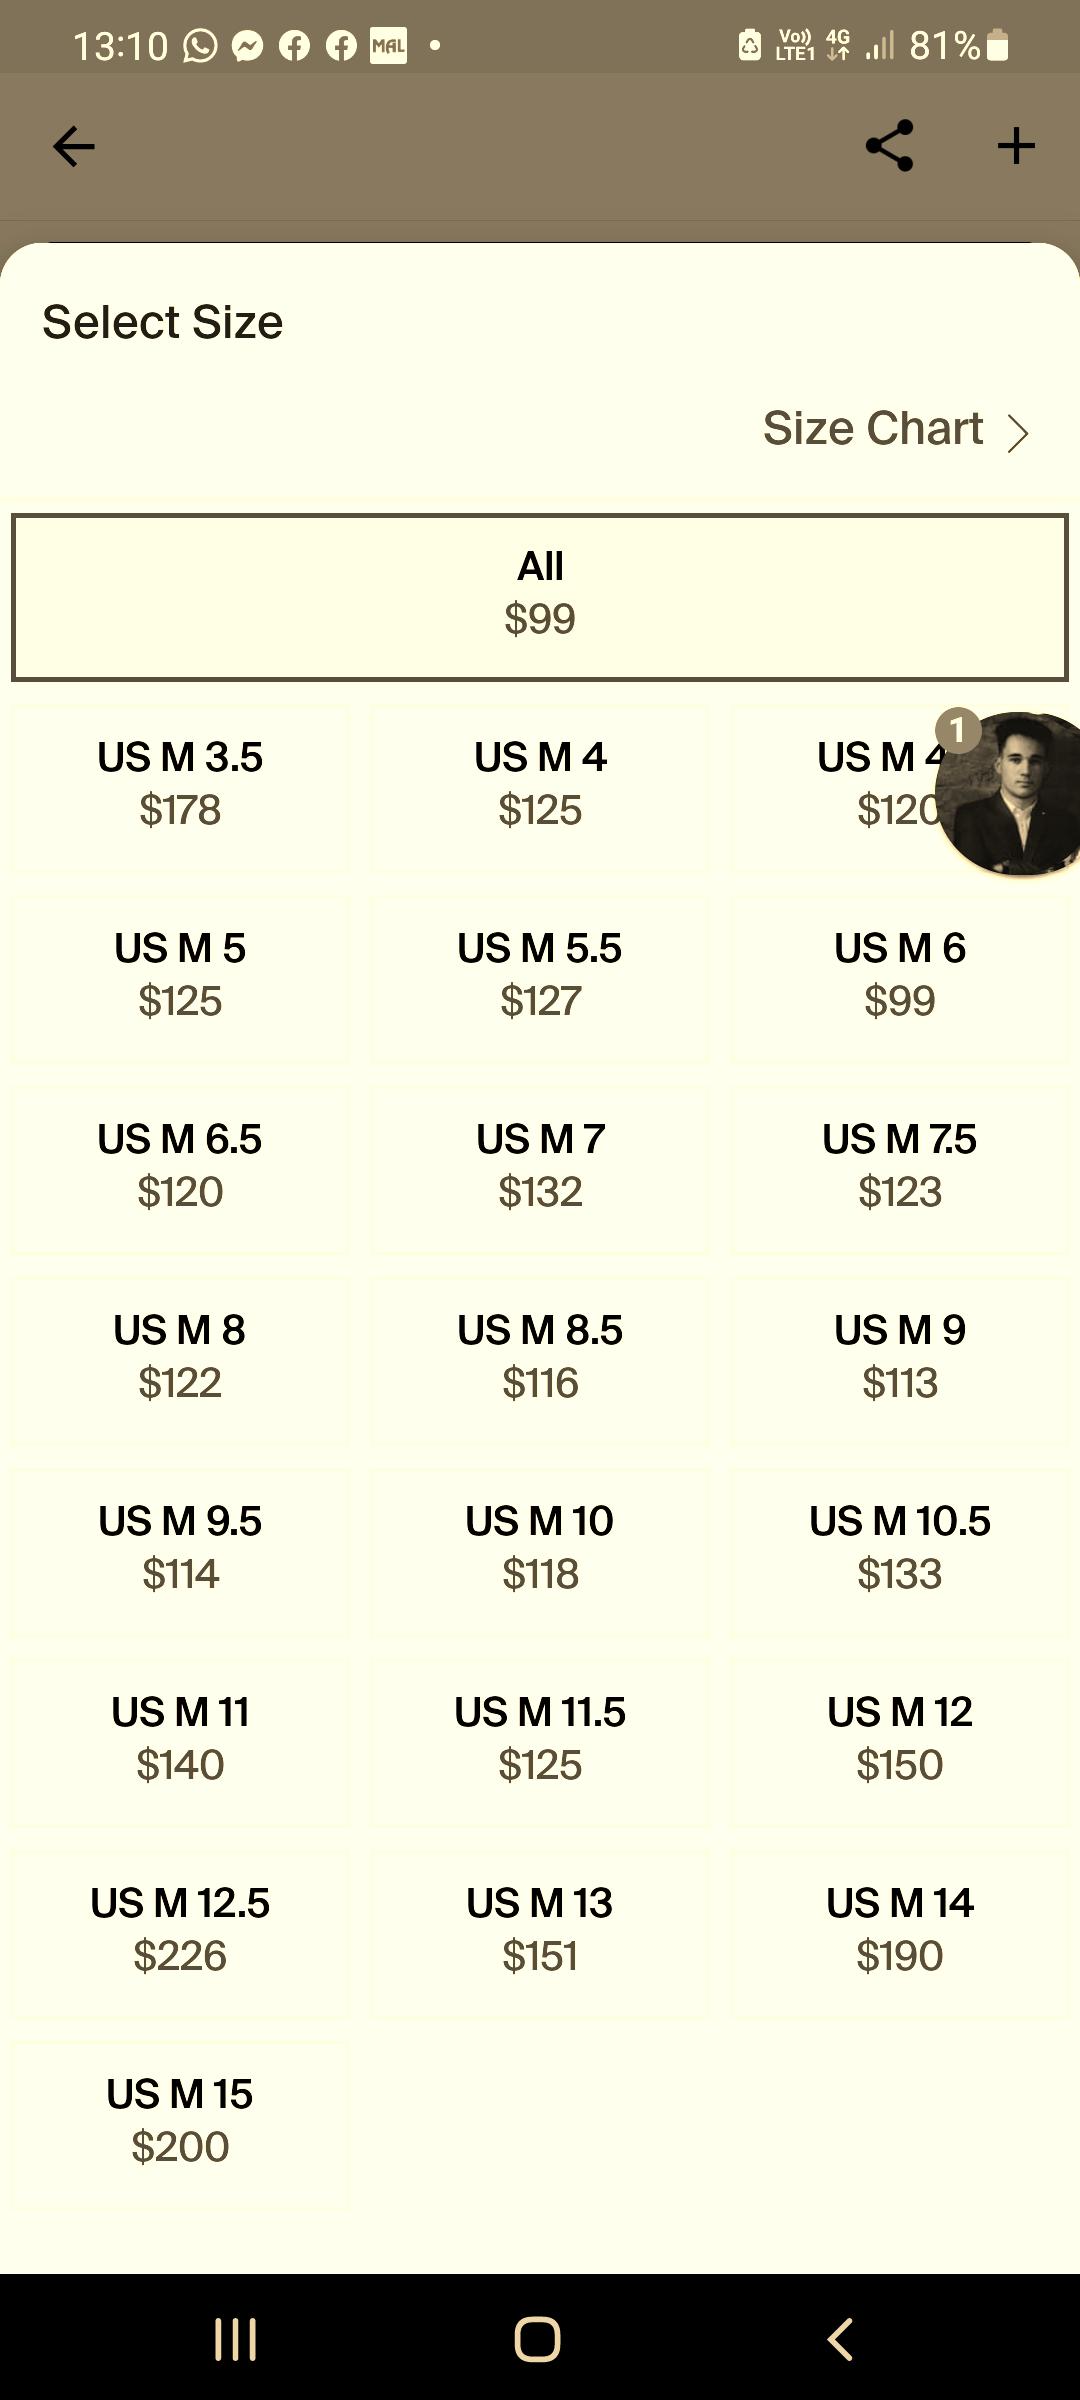 13:10 MAL Vo)) LTE1 4G 81%
Select Size
Size Chart
All
$99
US M 3.5 US M 4 US M
$178 $125
1
US M 5 US M 5.5 US M 6
$125 $127 $99
US M 6.5 US M 7 US M 7.5
$120 $132 $123
US M 8 US M 8.5 US M 9
$122 $116 $113
US M 9.5 US M 10 US M 10.5
$114 $118 $133
US M 11 US M 11.5 US M 12
$140 $125 $150
US M 12.5 US M 13 US M 14
$226 $151 $190
US M 15
$200